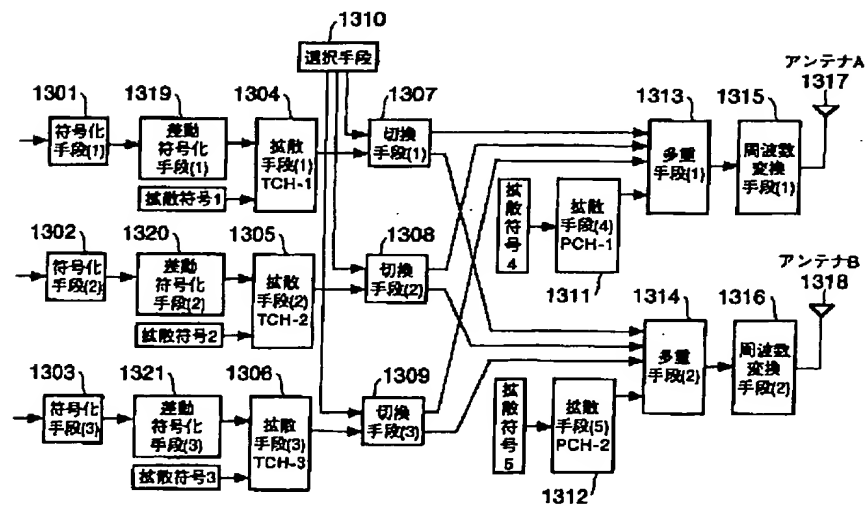 1310
選択手段
1301
符号化
手段(1)
1319
差動
符号化
手段(1)
拡散符号1
1304
拡散
手段(1)
TCH-1
1307
切換
手段(1)
1313
多重
手段(1)
1315
周波数
変換
手段(1)
アンテナA
1317
拡散符号4
拡散
手段(4)
PCH-1
1311
1302
符号化
手段(2)
1320
差動
符号化
手段(2)
拡散符号2
1305
拡散
手段(2)
TCH-2
1308
切換
手段(2)
1314
多重
手段(2)
1316
周波数
変換
手段(2)
アンテナB
1318
1303
符号化
手段(3)
1321
差動
符号化
手段(3)
拡散符号3
1306
拡散
手段(3)
TCH-3
1309
切換
手段(3)
拡散符号5
拡散
手段(5)
PCH-2
1312